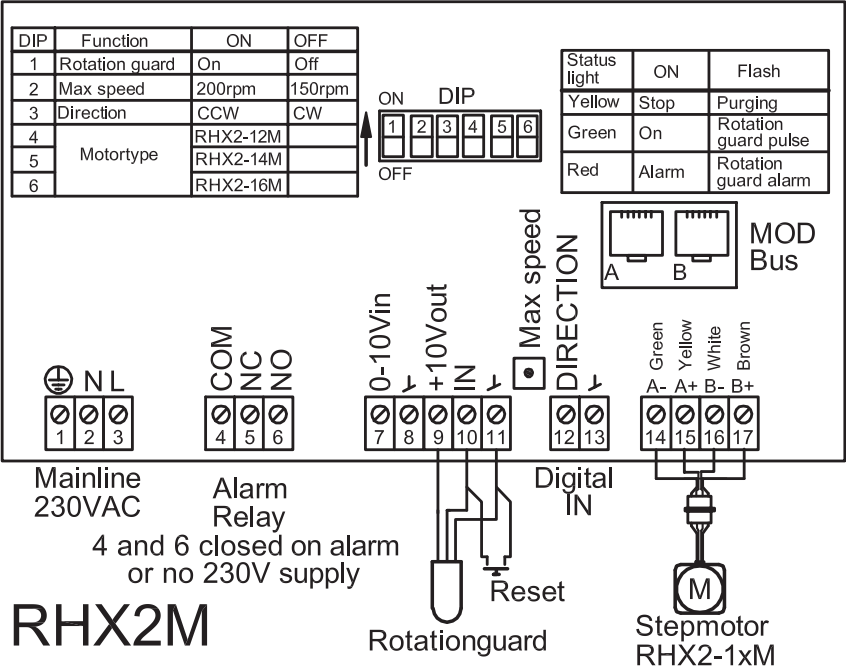 DIP Function ON OFF
1 Rotation guard On Off
2 Max speed 200rpm 150rpm
3 Direction CCW CW
4 RHX2-12M
5 Motortype RHX2-14M
6 RHX2-16M
ON DIP
1 2 3 4 5 6
OFF
Status light ON Flash
Yellow Stop Purging
Green On Rotation guard pulse
Red Alarm Rotation guard alarm
A B
MOD
Bus
N L
COM
NC
NO
0-10Vin
+10Vout
IN
Max speed
DIRECTION
Green
Yellow
White
Brown
A- A+ B- B+
1 2 3
4 5 6
7 8 9 10 11
12 13
14 15 16 17
Mainline
230VAC
Alarm
Relay
4 and 6 closed on alarm
or no 230V supply
Digital
IN
Reset
Rotationguard
M
Stepmotor
RHX2-1xM
RHX2M